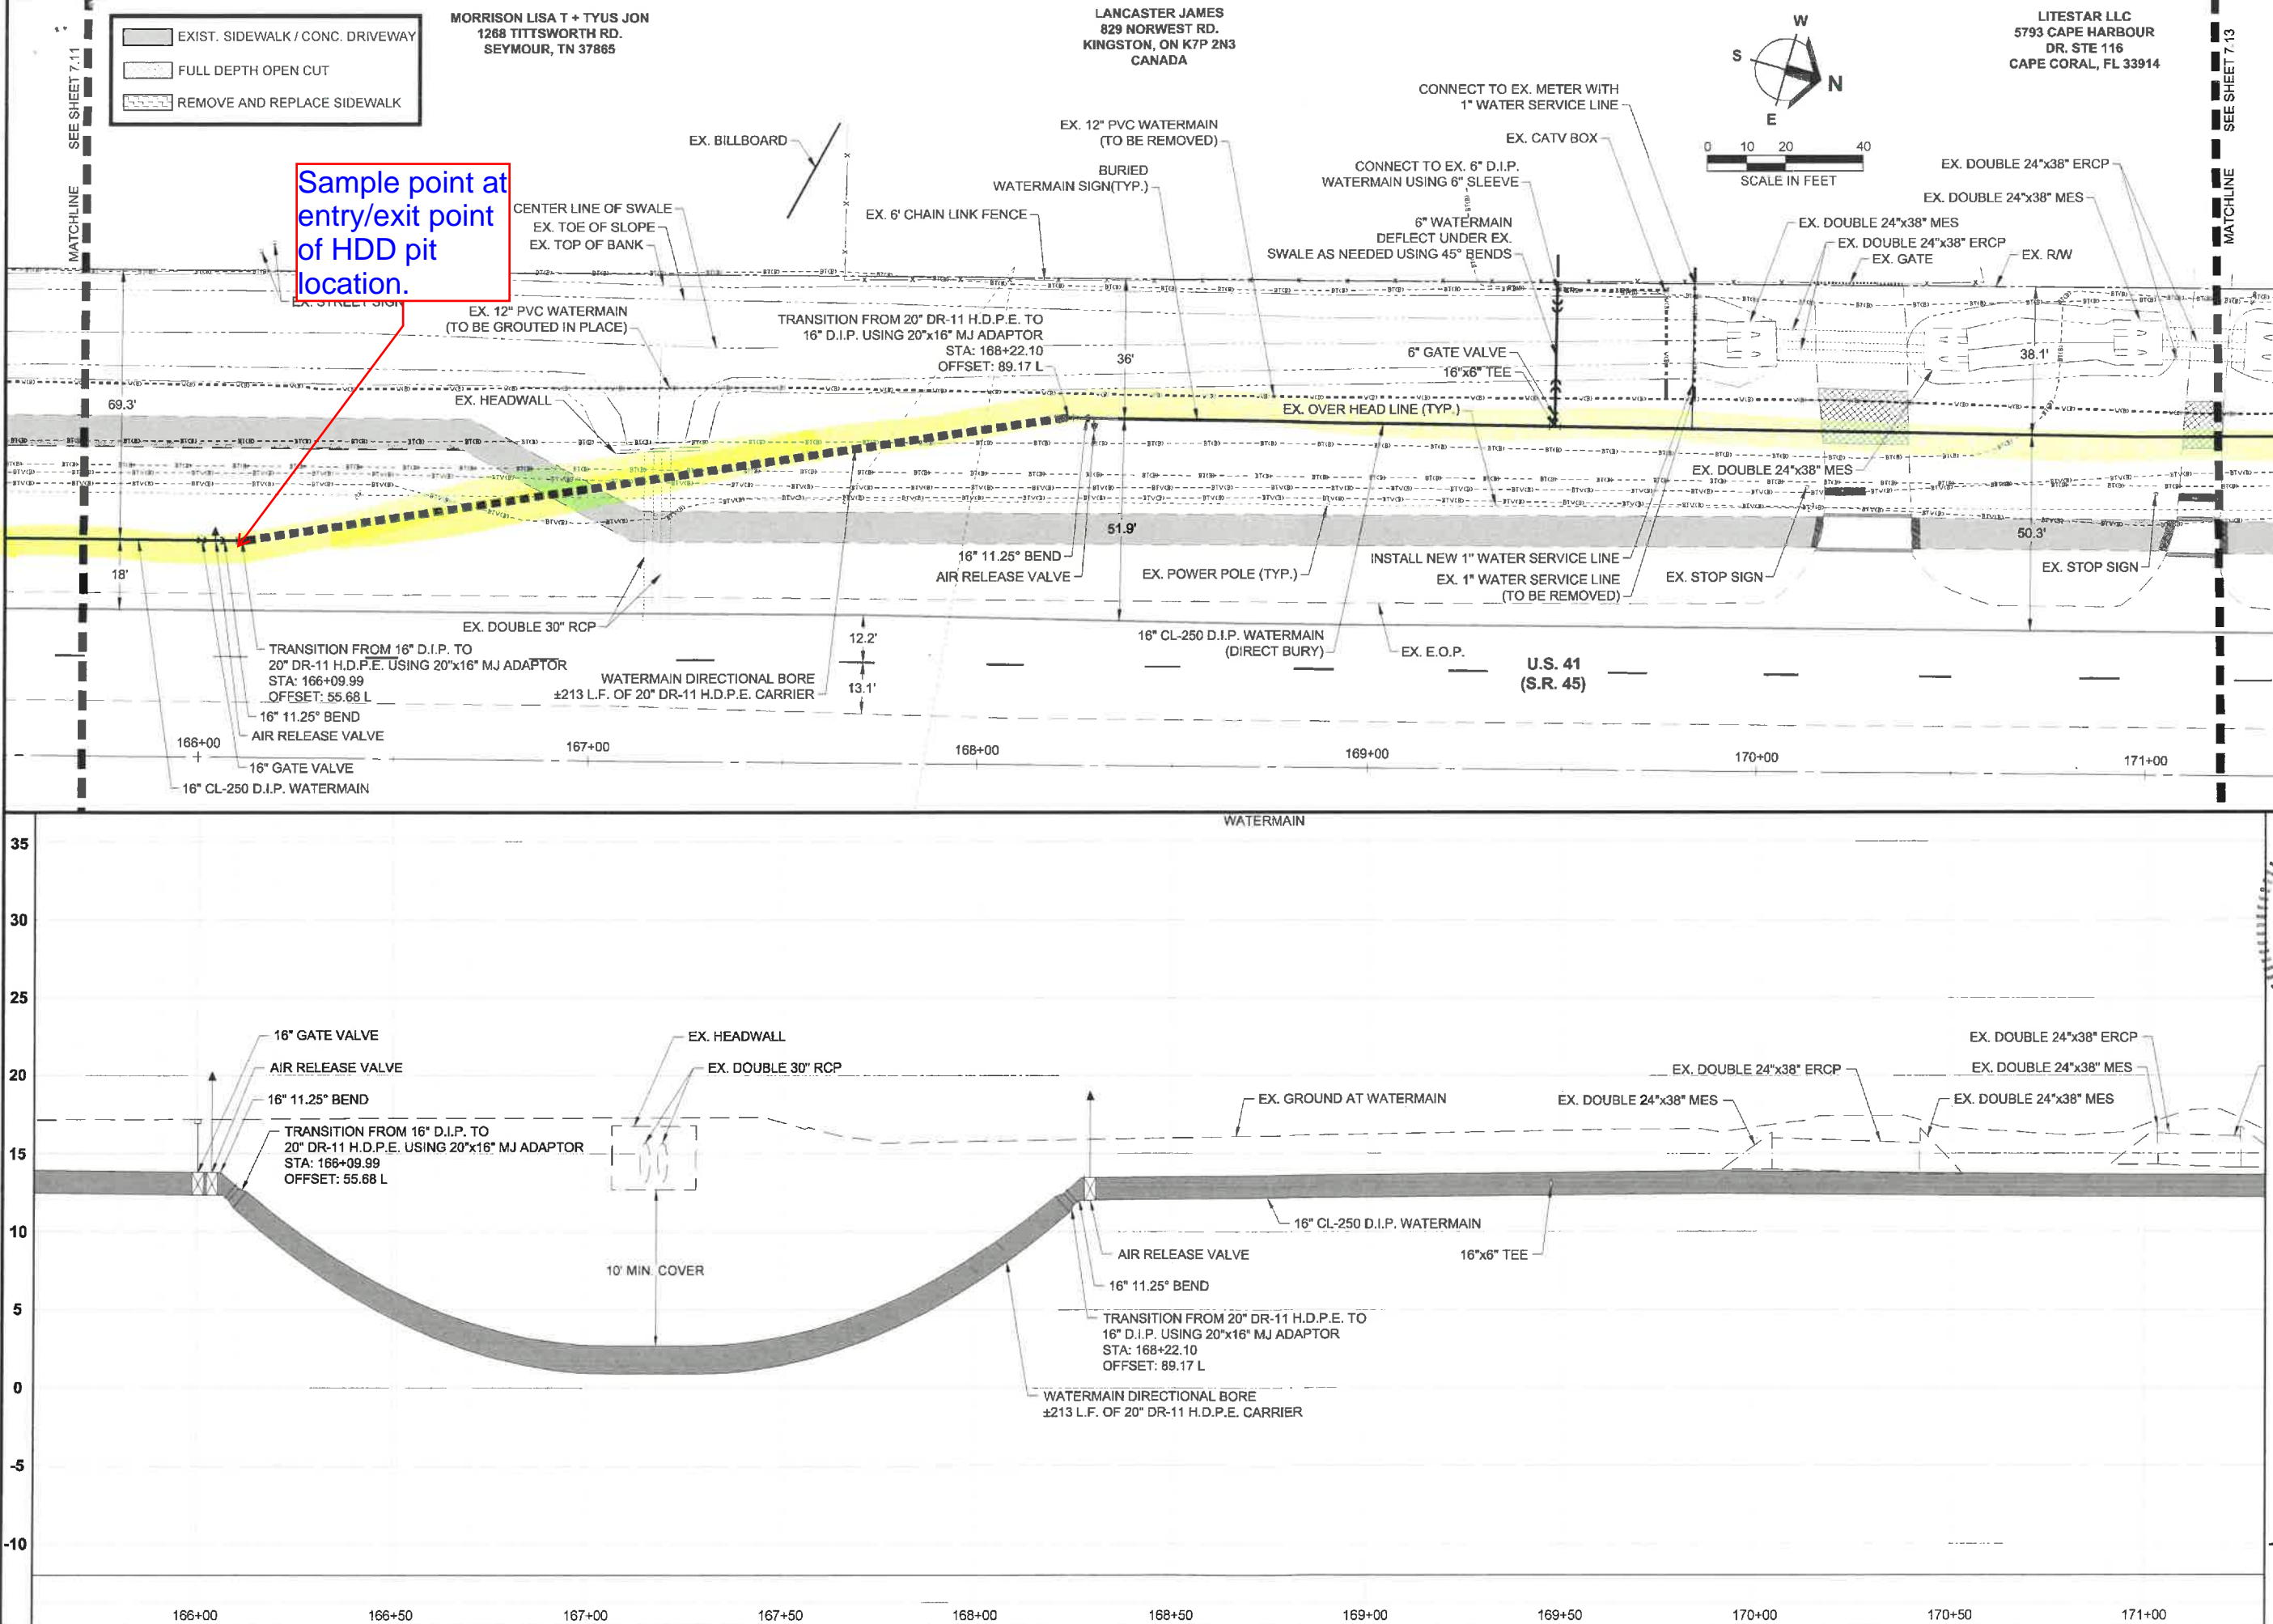 MORRISON LISA T + TYUS JON
1268 TITTSWORTH RD.
SEYMOUR, TN 37865
LANCASTER JAMES
829 NORWEST RD.
KINGSTON, ON K7P 2N3
CANADA
LITESTAR LLC
5793 CAPE HARBOUR
DR. STE 116
CAPE CORAL, FL 33914
EXIST. SIDEWALK / CONC. DRIVEWAY
FULL DEPTH OPEN CUT
REMOVE AND REPLACE SIDEWALK
MATCHLINE SEE SHEET 7.11
MATCHLINE SEE SHEET 7.13
W
S
N
E
0 10 20 40
SCALE IN FEET
Sample point at
entry/exit point
of HDD pit
location.
EX. STREET SIGN
EX. BILLBOARD
CENTER LINE OF SWALE
EX. TOE OF SLOPE
EX. TOP OF BANK
EX. 12" PVC WATERMAIN
(TO BE GROUTED IN PLACE)
EX. HEADWALL
EX. 6' CHAIN LINK FENCE
EX. 12" PVC WATERMAIN
(TO BE REMOVED)
BURIED
WATERMAIN SIGN(TYP.)
TRANSITION FROM 20" DR-11 H.D.P.E. TO
16" D.I.P. USING 20"x16" MJ ADAPTOR
STA: 168+22.10
OFFSET: 89.17 L
CONNECT TO EX. METER WITH
1" WATER SERVICE LINE
EX. CATV BOX
CONNECT TO EX. 6" D.I.P.
WATERMAIN USING 6" SLEEVE
6" WATERMAIN
DEFLECT UNDER EX.
SWALE AS NEEDED USING 45° BENDS
6" GATE VALVE
16"x6" TEE
EX. OVER HEAD LINE (TYP.)
EX. DOUBLE 24"x38" ERCP
EX. DOUBLE 24"x38" MES
EX. DOUBLE 24"x38" MES
EX. DOUBLE 24"x38" ERCP
EX. GATE
EX. R/W
EX. DOUBLE 24"x38" MES
69.3'
36'
38.1'
18'
51.9'
50.3'
12.2'
13.1'
16" 11.25° BEND
AIR RELEASE VALVE
EX. POWER POLE (TYP.)
INSTALL NEW 1" WATER SERVICE LINE
EX. 1" WATER SERVICE LINE
(TO BE REMOVED)
EX. STOP SIGN
EX. STOP SIGN
EX. DOUBLE 30" RCP
TRANSITION FROM 16" D.I.P. TO
20" DR-11 H.D.P.E. USING 20"x16" MJ ADAPTOR
STA: 166+09.99
OFFSET: 55.68 L
16" 11.25° BEND
AIR RELEASE VALVE
16" GATE VALVE
16" CL-250 D.I.P. WATERMAIN
WATERMAIN DIRECTIONAL BORE
±213 L.F. OF 20" DR-11 H.D.P.E. CARRIER
16" CL-250 D.I.P. WATERMAIN
(DIRECT BURY)
EX. E.O.P.
U.S. 41
(S.R. 45)
166+00 167+00 168+00 169+00 170+00 171+00
WATERMAIN
35
30
25
20
15
10
5
0
-5
-10
16" GATE VALVE
AIR RELEASE VALVE
16" 11.25° BEND
TRANSITION FROM 16" D.I.P. TO
20" DR-11 H.D.P.E. USING 20"x16" MJ ADAPTOR
STA: 166+09.99
OFFSET: 55.68 L
EX. HEADWALL
EX. DOUBLE 30" RCP
10' MIN. COVER
EX. GROUND AT WATERMAIN
16" CL-250 D.I.P. WATERMAIN
AIR RELEASE VALVE
16" 11.25° BEND
TRANSITION FROM 20" DR-11 H.D.P.E. TO
16" D.I.P. USING 20"x16" MJ ADAPTOR
STA: 168+22.10
OFFSET: 89.17 L
WATERMAIN DIRECTIONAL BORE
±213 L.F. OF 20" DR-11 H.D.P.E. CARRIER
16"x6" TEE
EX. DOUBLE 24"x38" ERCP
EX. DOUBLE 24"x38" MES
EX. DOUBLE 24"x38" MES
EX. DOUBLE 24"x38" ERCP
EX. DOUBLE 24"x38" MES
166+00 166+50 167+00 167+50 168+00 168+50 169+00 169+50 170+00 170+50 171+00